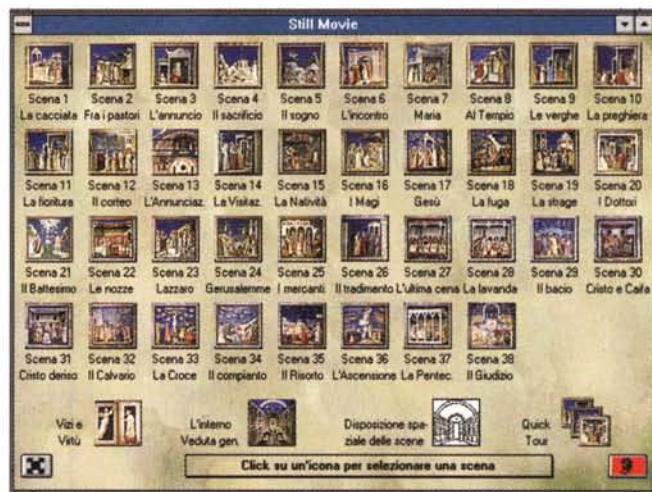 Still Movie
Scena 1 Scena 2 Scena 3 Scena 4 Scena 5 Scena 6 Scena 7 Scena 8 Scena 9 Scena 10
La cacciata Fra i pastori L'annuncio Il sacrificio Il sogno L'incontro Maria Al Tempio Le verghe La preghiera
Scena 11 Scena 12 Scena 13 Scena 14 Scena 15 Scena 16 Scena 17 Scena 18 Scena 19 Scena 20
La fioritura Il corteo L'Annunciaz. La Visitaz. La Natività I Magi Gesù La fuga La strage I Dottori
Scena 21 Scena 22 Scena 23 Scena 24 Scena 25 Scena 26 Scena 27 Scena 28 Scena 29 Scena 30
Il Battesimo Le nozze Lazzaro Gerusalemme I mercanti Il tradimento L'ultima cena La lavanda Il bacio Cristo e Caifa
Scena 31 Scena 32 Scena 33 Scena 34 Scena 35 Scena 36 Scena 37 Scena 38
Cristo deriso Il Calvario La Croce Il compianto Il Risorto L'Ascensione La Pentec. Il Giudizio
Vizi e L'interno Disposizione spa- Quick
Virtù Veduta gen. ziale delle scene Tour
Click su un'icona per selezionare una scena